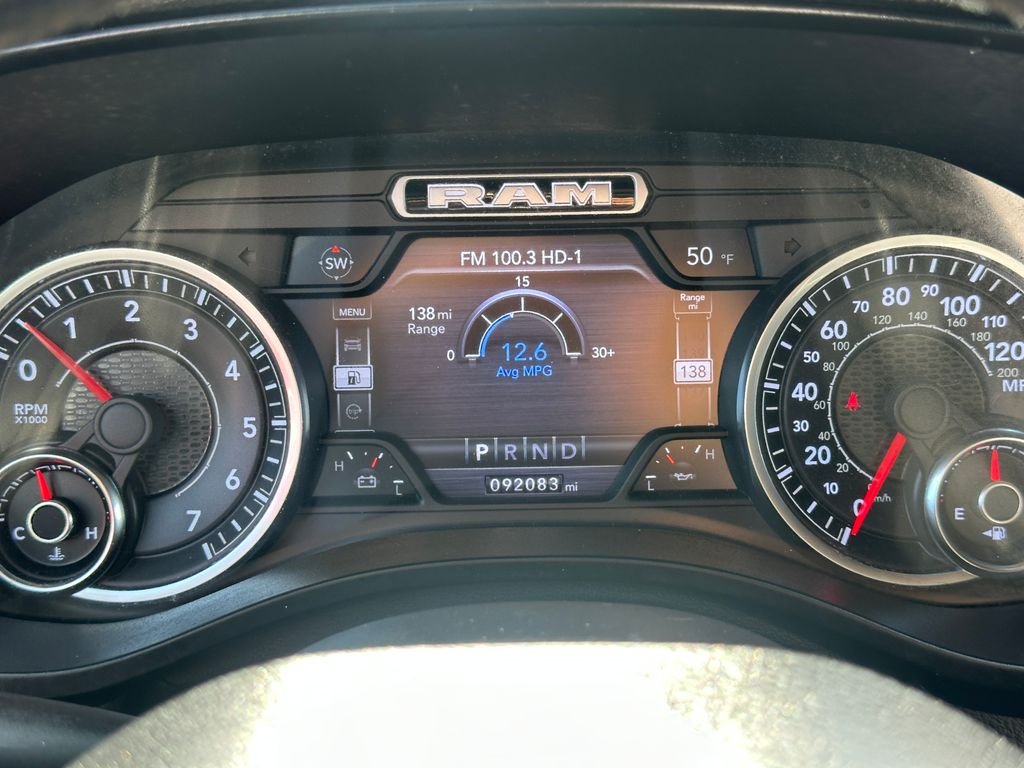 RAM
SW
FM 100.3 HD-1
50 °F
MENU
138 mi
Range
15
0
30+
12.6
Avg MPG
Range
mi
138
P R N D
092083 mi
H
L
L
H
0
1
2
3
4
5
6
7
RPM
X1000
C
H
0
10
20
30
40
50
60
70
80
90
100
110
120
20
40
60
80
100
120
140
160
180
200
km/h
E